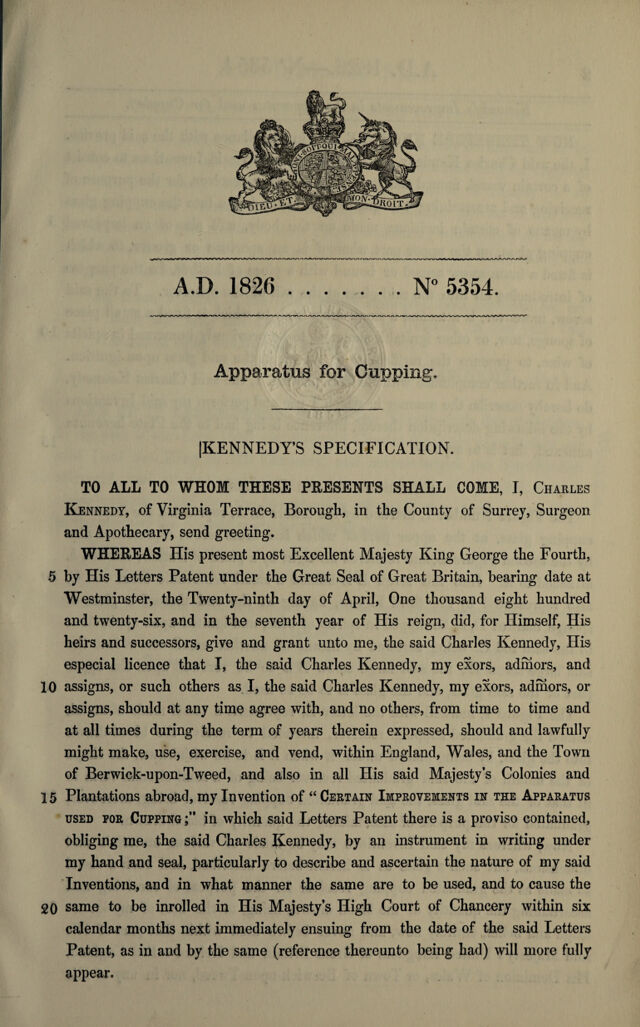 HONI SOIT QUI MAL
DIEU · ET MON · DROIT.
A.D. 1826 . . . . . . . . Nº 5354.
Apparatus for Cupping.
|KENNEDY'S SPECIFICATION.
TO ALL TO WHOM THESE PRESENTS SHALL COME, I, CHARLES
KENNEDY, of Virginia Terrace, Borough, in the County of Surrey, Surgeon
and Apothecary, send greeting.
WHEREAS His present most Excellent Majesty King George the Fourth,
5 by His Letters Patent under the Great Seal of Great Britain, bearing date at
Westminster, the Twenty-ninth day of April, One thousand eight hundred
and twenty-six, and in the seventh year of His reign, did, for Himself, His
heirs and successors, give and grant unto me, the said Charles Kennedy, His
especial licence that I, the said Charles Kennedy, my exors, admors, and
10 assigns, or such others as I, the said Charles Kennedy, my exors, admors, or
assigns, should at any time agree with, and no others, from time to time and
at all times during the term of years therein expressed, should and lawfully
might make, use, exercise, and vend, within England, Wales, and the Town
of Berwick-upon-Tweed, and also in all His said Majesty's Colonies and
15 Plantations abroad, my Invention of “ CERTAIN IMPROVEMENTS IN THE APPARATUS
USED FOR CUPPING ;” in which said Letters Patent there is a proviso contained,
obliging me, the said Charles Kennedy, by an instrument in writing under
my hand and seal, particularly to describe and ascertain the nature of my said
Inventions, and in what manner the same are to be used, and to cause the
20 same to be inrolled in His Majesty's High Court of Chancery within six
calendar months next immediately ensuing from the date of the said Letters
Patent, as in and by the same (reference thereunto being had) will more fully
appear.